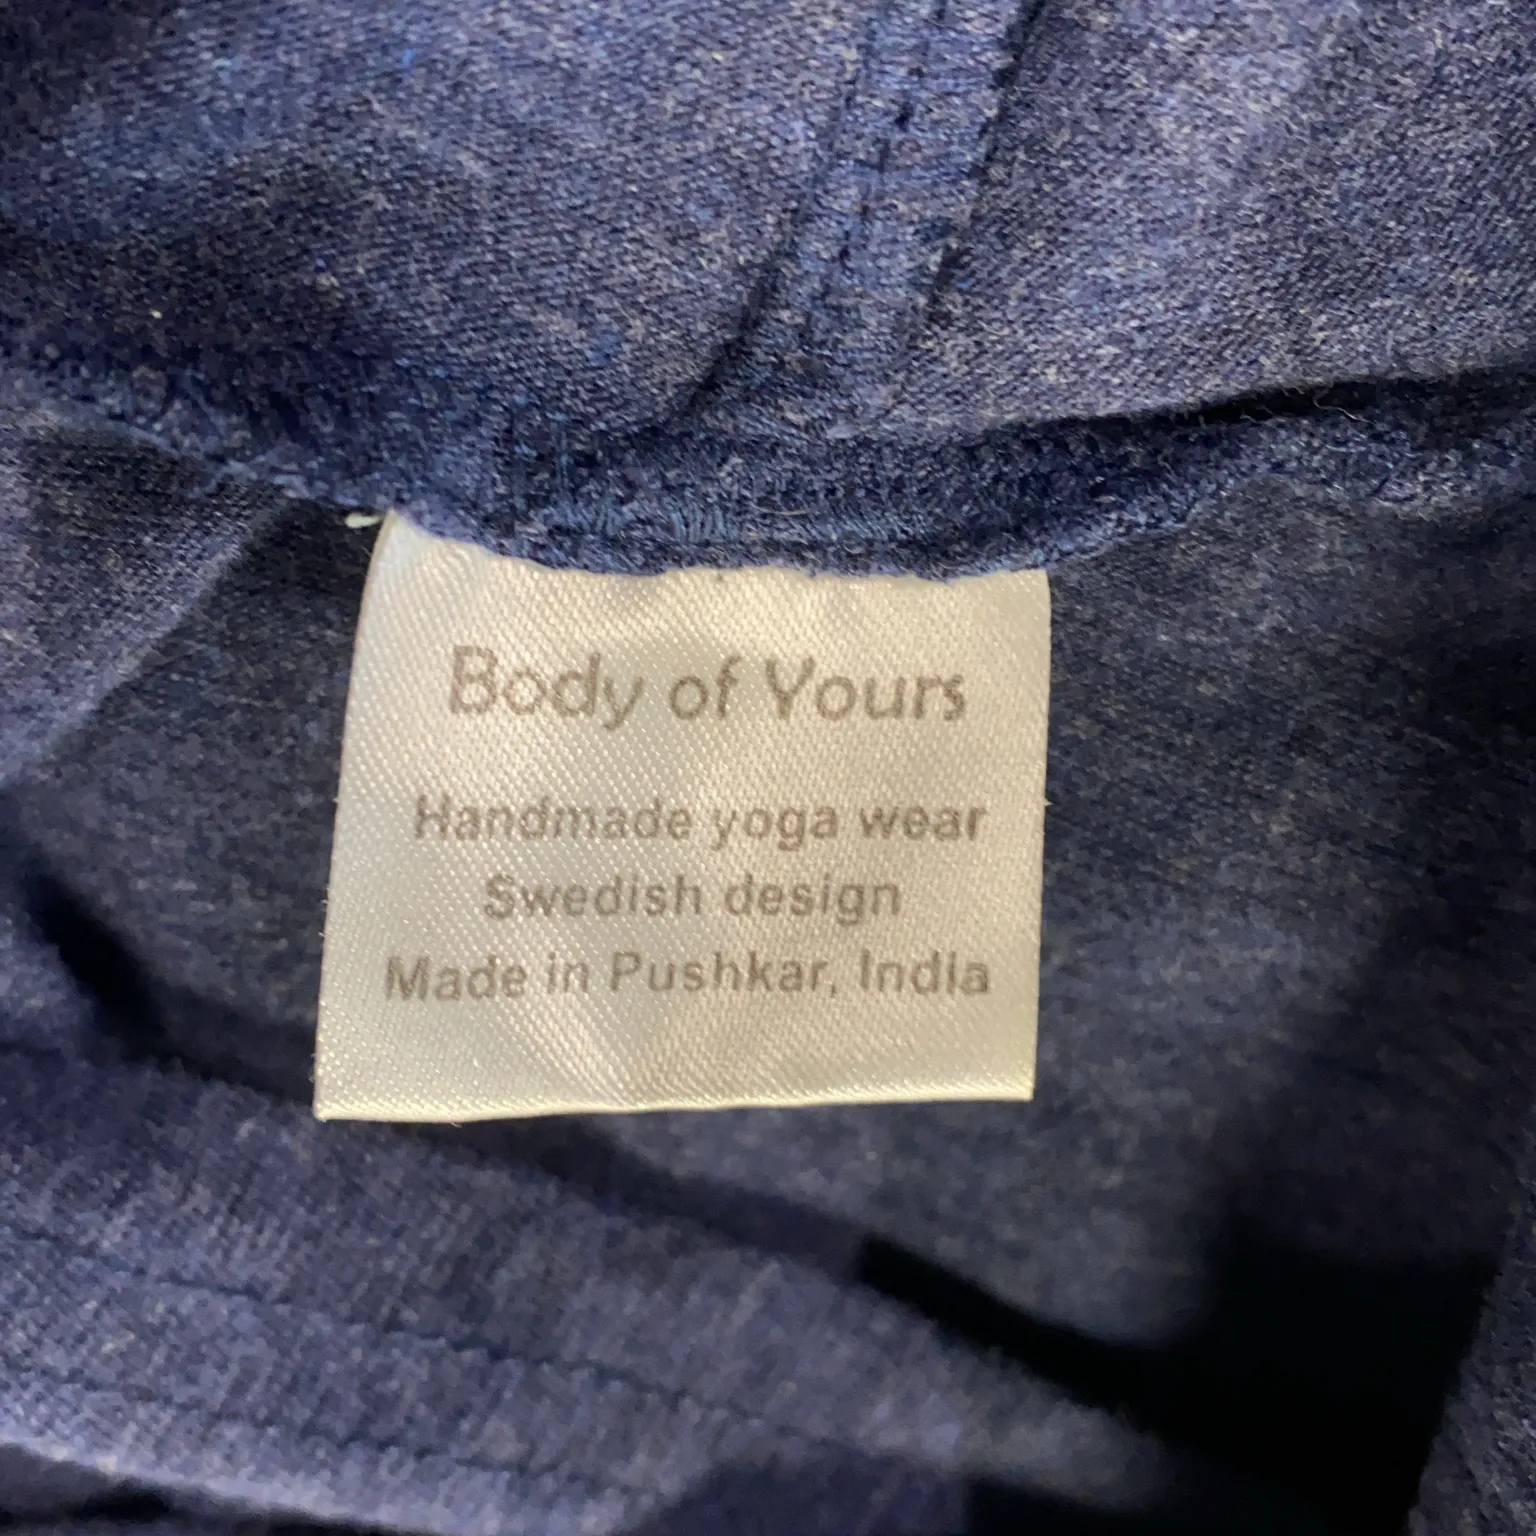 Body of Yours
Handmade yoga wear
Swedish design
Made in Pushkar, India